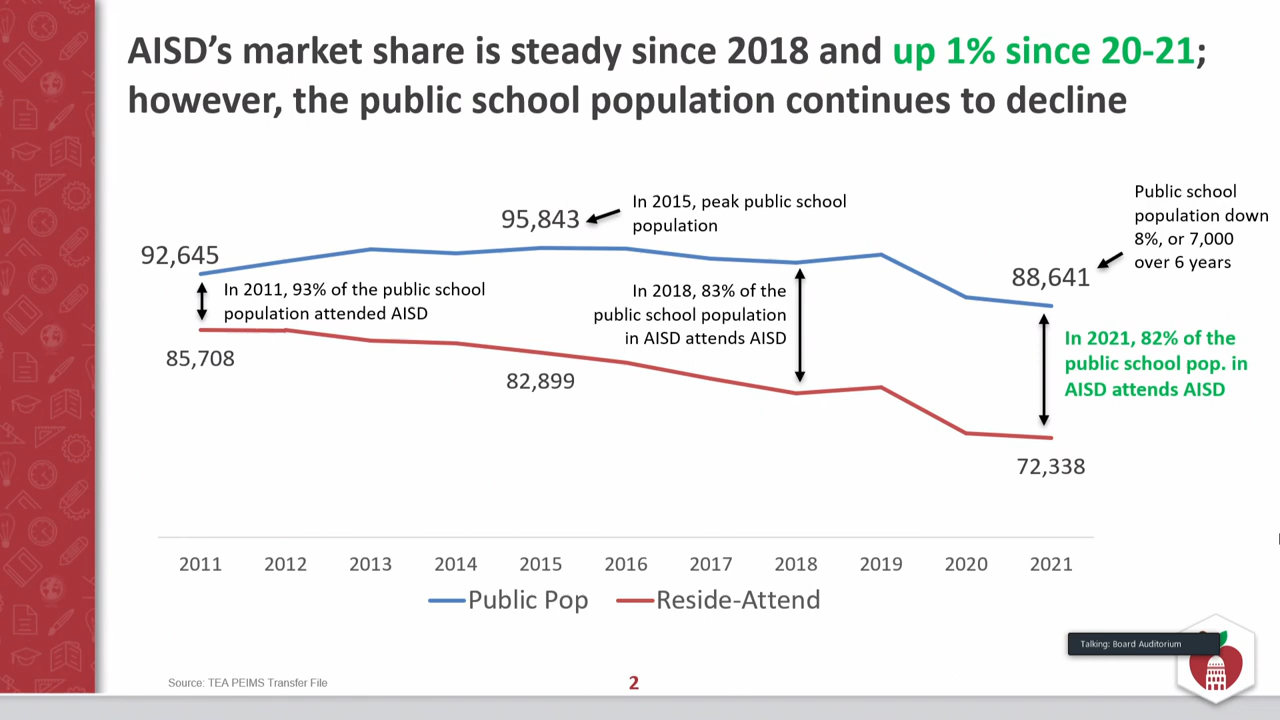 AISD’s market share is steady since 2018 and up 1% since 20-21;
however, the public school population continues to decline
92,645
In 2011, 93% of the public school
population attended AISD
85,708
95,843
In 2015, peak public school
population
82,899
In 2018, 83% of the
public school population
in AISD attends AISD
Public school
population down
8%, or 7,000
over 6 years
88,641
In 2021, 82% of the
public school pop. in
AISD attends AISD
72,338
2011 2012 2013 2014 2015 2016 2017 2018 2019 2020 2021
Public Pop Reside-Attend
Talking: Board Auditorium
Source: TEA PEIMS Transfer File
2